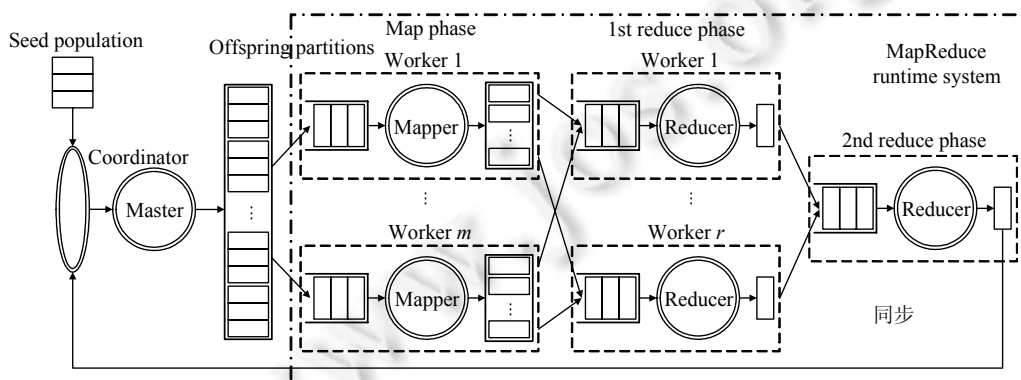 Seed population
Offspring partitions
Map phase
1st reduce phase
MapReduce
runtime system
Worker 1
Worker 1
Mapper
Reducer
2nd reduce phase
Coordinator
Master
Reducer
Worker m
Worker r
Mapper
Reducer
同步